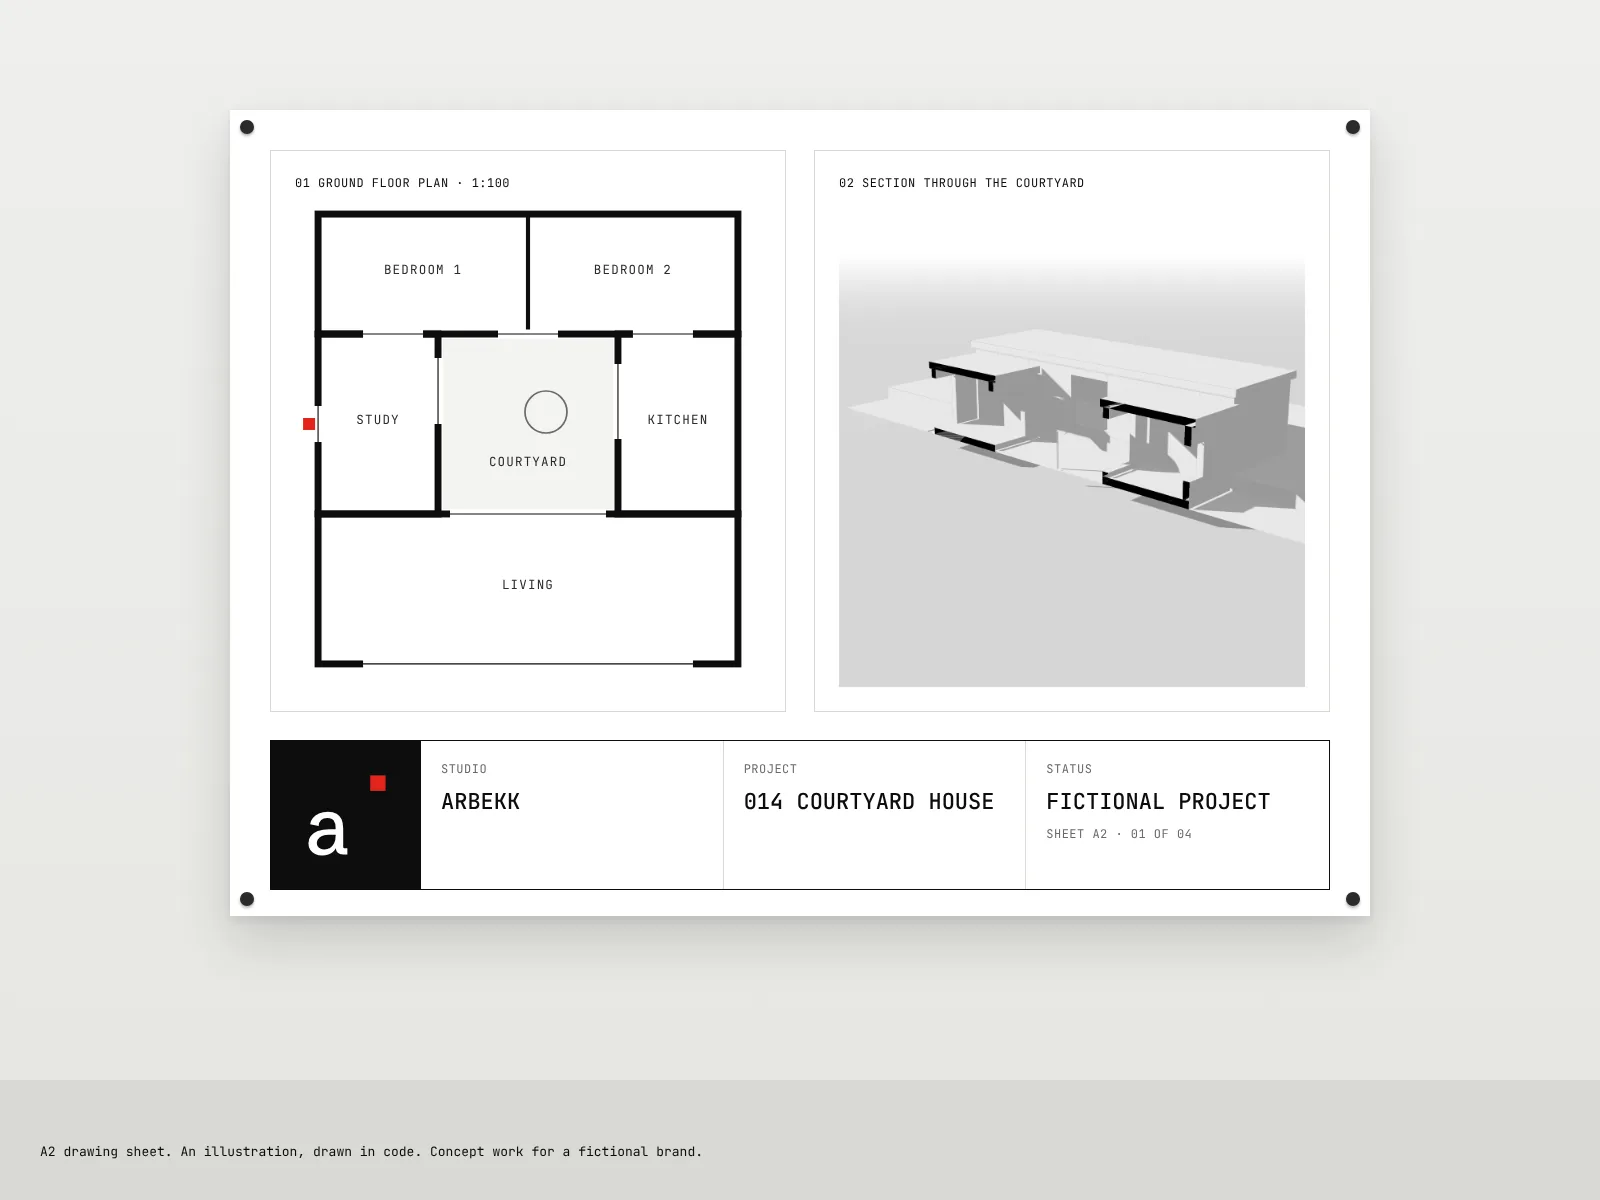 01 GROUND FLOOR PLAN · 1:100
BEDROOM 1
BEDROOM 2
STUDY
COURTYARD
KITCHEN
LIVING
02 SECTION THROUGH THE COURTYARD
a
STUDIO
ARBEKK
PROJECT
014 COURTYARD HOUSE
STATUS
FICTIONAL PROJECT
SHEET A2 · 01 OF 04
A2 drawing sheet. An illustration, drawn in code. Concept work for a fictional brand.